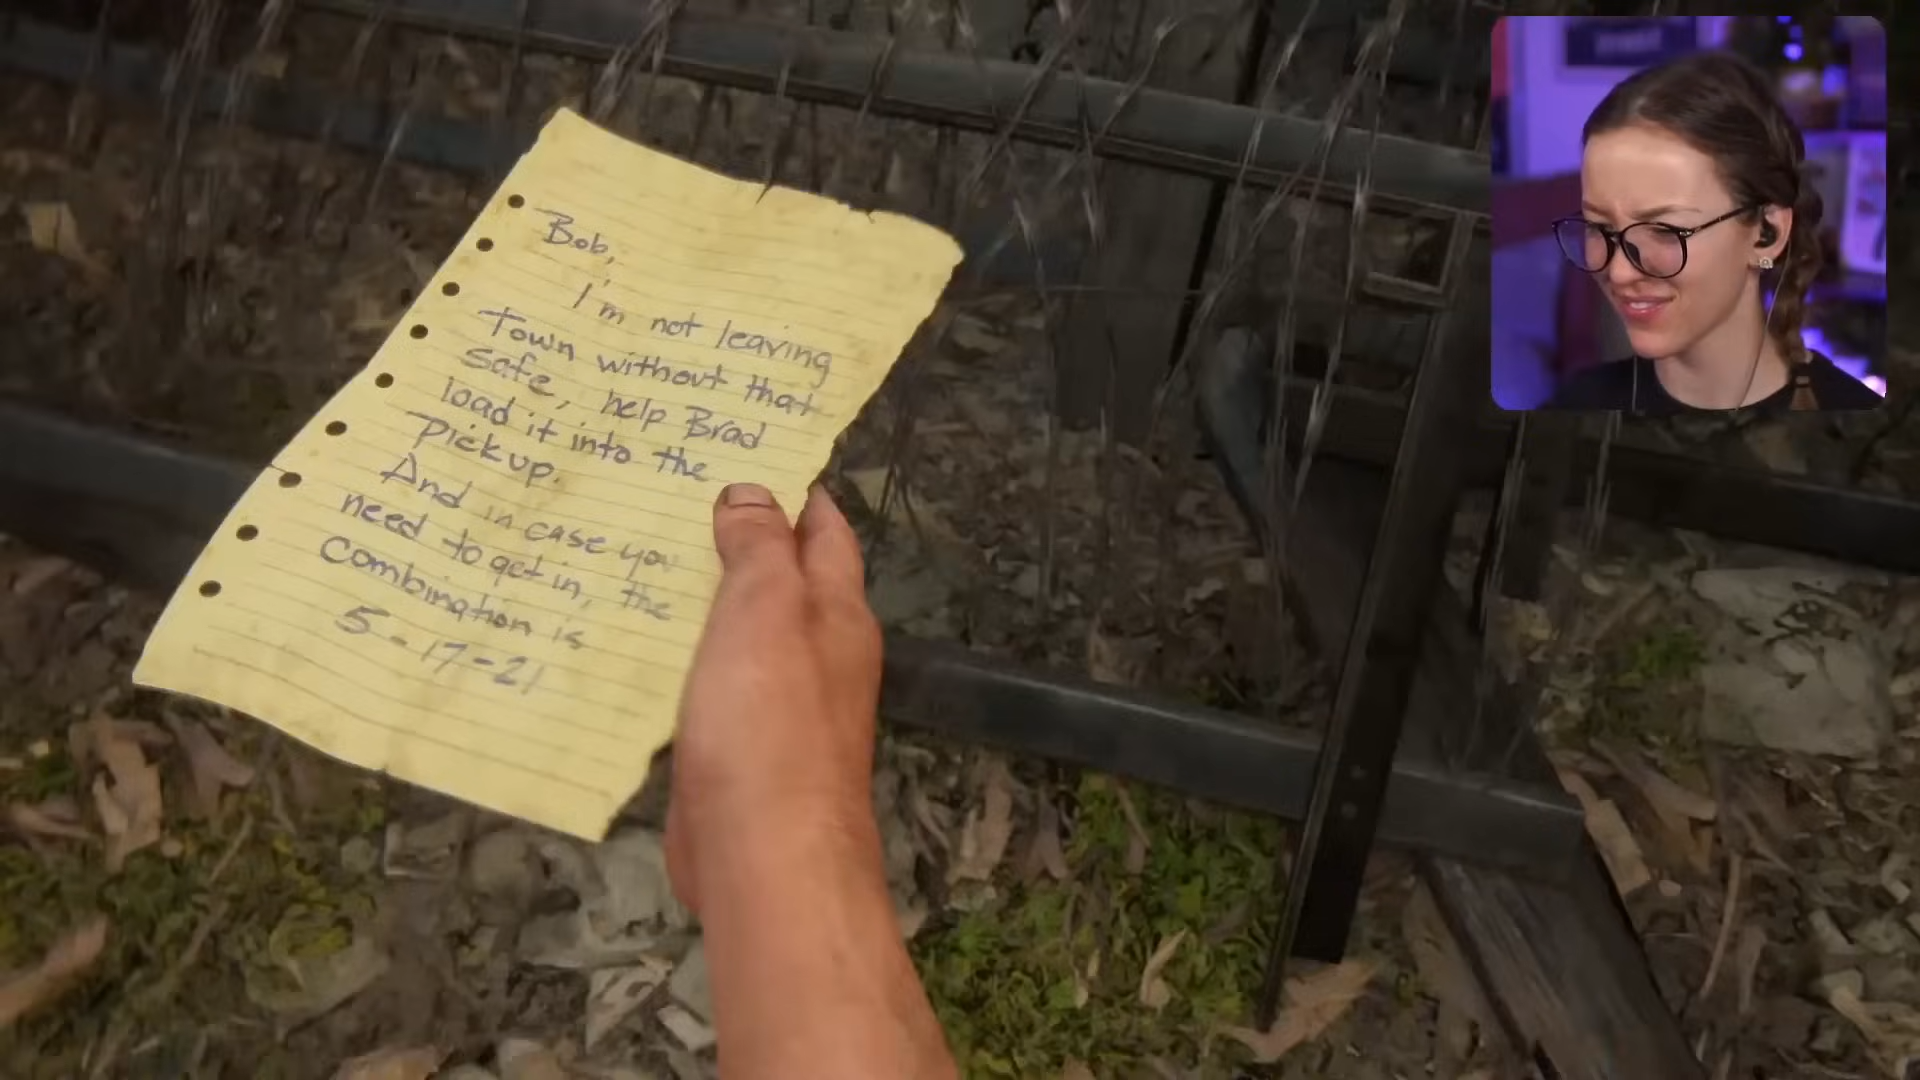 Bob,
I'm not leaving
Town without that
safe, help Brad
load it into the
Pickup.
And in case you
need to get in, the
combination is
5-17-21